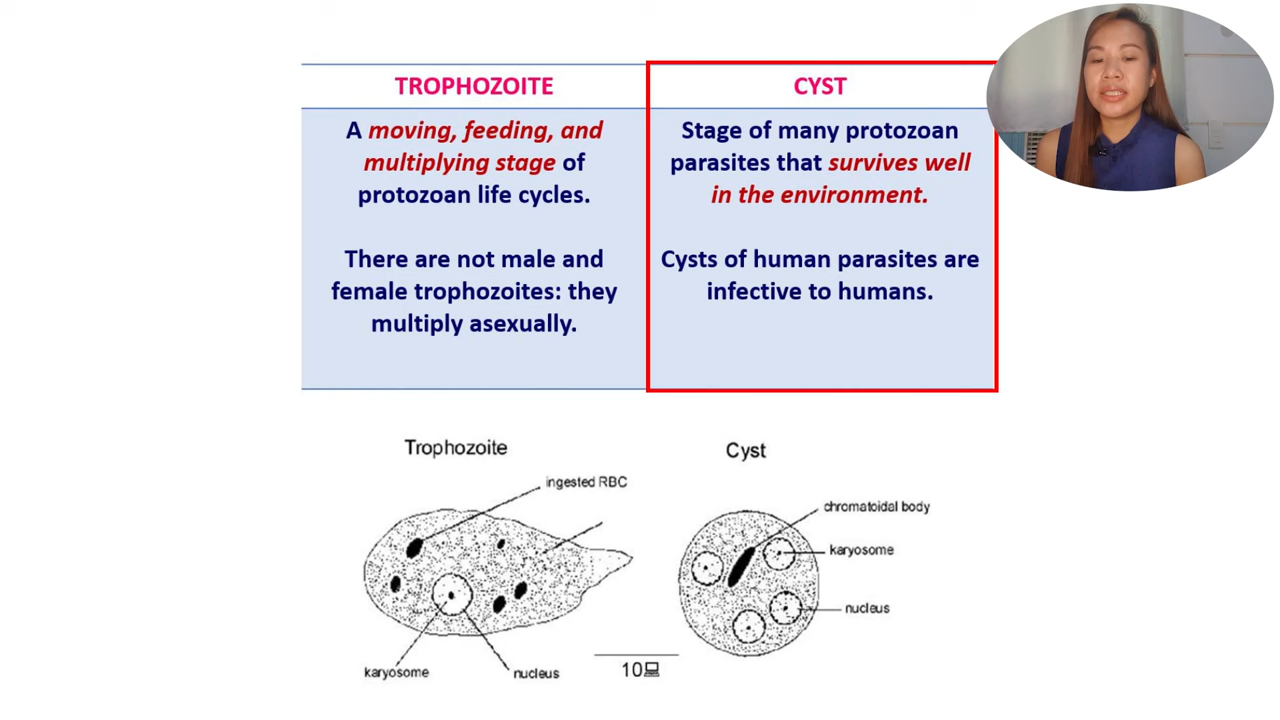 TROPHOZOITE
CYST
A moving, feeding, and
multiplying stage of
protozoan life cycles.
There are not male and
female trophozoites: they
multiply asexually.
Stage of many protozoan
parasites that survives well
in the environment.
Cysts of human parasites are
infective to humans.
Trophozoite
ingested RBC
karyosome
nucleus
Cyst
chromatoidal body
karyosome
nucleus
10